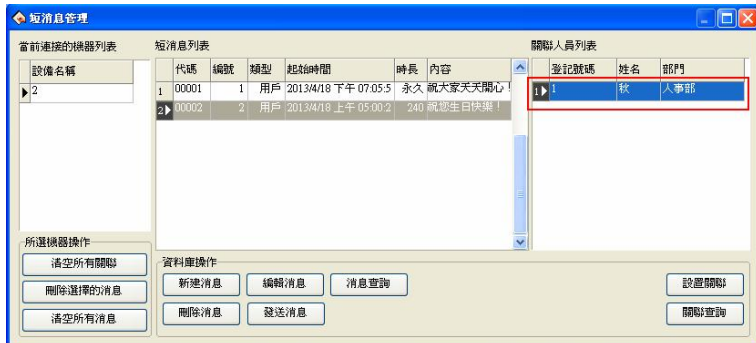 短消息管理
當前連接的機器列表
設備名稱
2
短消息列表
代碼 編號 類型 起始時間 時長 內容
1 00001 1 用戶 2013/4/18 下午 07:05:5 永久 祝大家天天開心!
2 00002 2 用戶 2013/4/18 上午 05:00:2 240 祝您生日快樂!
關聯人員列表
登記號碼 姓名 部門
1 1 秋 人事部
所選機器操作
清空所有關聯
刪除選擇的消息
清空所有消息
資料庫操作
新建消息 編輯消息 消息查詢 設置關聯
刪除消息 發送消息 關聯查詢